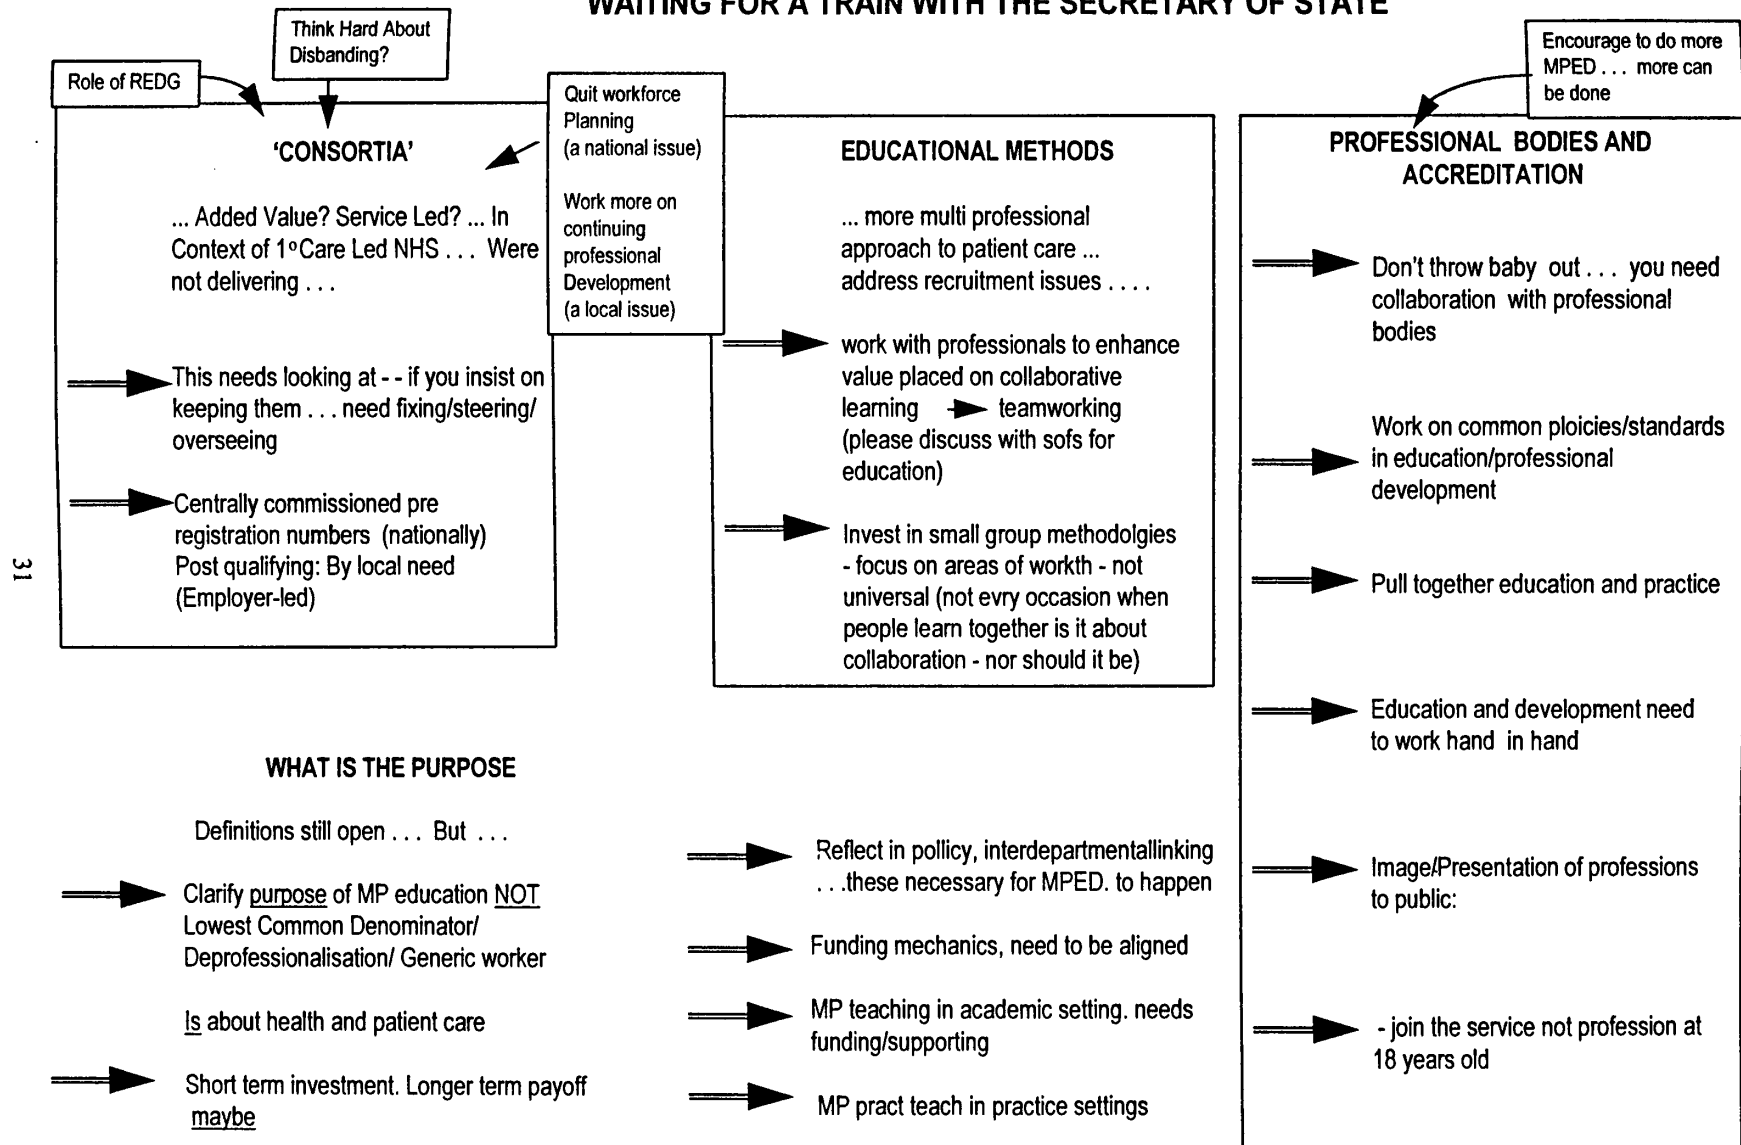 WAITING FOR A TRAIN WITH THE SECRETARY OF STATE
Think Hard About
Disbanding?
Role of REDG
Quit workforce
Planning
(a national issue)
Work more on
continuing
professional
Development
(a local issue)
Encourage to do more
MPED . . . more can
be done
'CONSORTIA'
... Added Value? Service Led? ... In
Context of 1º Care Led NHS . . . Were
not delivering . . .
This needs looking at - - if you insist on
keeping them . . . need fixing/steering/
overseeing
Centrally commissioned pre
registration numbers (nationally)
Post qualifying: By local need
(Employer-led)
EDUCATIONAL METHODS
... more multi professional
approach to patient care ...
address recruitment issues . . . .
work with professionals to enhance
value placed on collaborative
learning teamworking
(please discuss with sofs for
education)
Invest in small group methodolgies
- focus on areas of workth - not
universal (not evry occasion when
people learn together is it about
collaboration - nor should it be)
PROFESSIONAL BODIES AND
ACCREDITATION
Don't throw baby out . . . you need
collaboration with professional
bodies
Work on common ploicies/standards
in education/professional
development
Pull together education and practice
Education and development need
to work hand in hand
Image/Presentation of professions
to public:
- join the service not profession at
18 years old
31
WHAT IS THE PURPOSE
Definitions still open . . . But . . .
Clarify purpose of MP education NOT
Lowest Common Denominator/
Deprofessionalisation/ Generic worker
Is about health and patient care
Short term investment. Longer term payoff
maybe
Reflect in pollicy, interdepartmentallinking
. . .these necessary for MPED. to happen
Funding mechanics, need to be aligned
MP teaching in academic setting. needs
funding/supporting
MP pract teach in practice settings